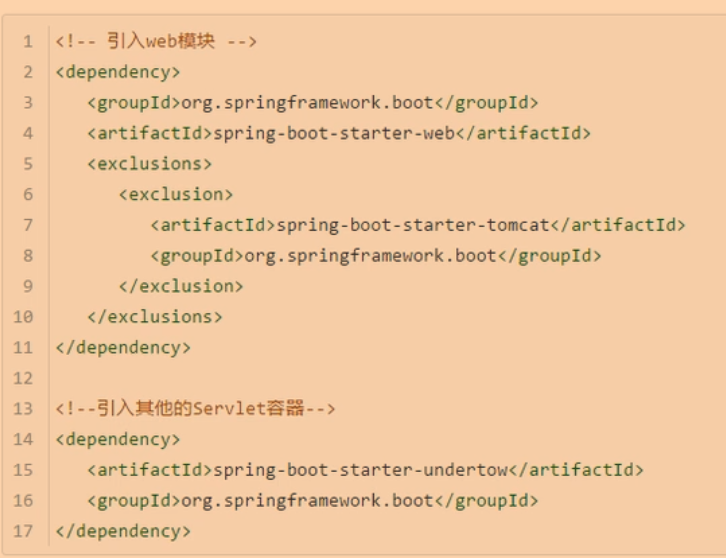 1 <!-- 引入web模块 -->
2 <dependency>
3 <groupId>org.springframework.boot</groupId>
4 <artifactId>spring-boot-starter-web</artifactId>
5 <exclusions>
6 <exclusion>
7 <artifactId>spring-boot-starter-tomcat</artifactId>
8 <groupId>org.springframework.boot</groupId>
9 </exclusion>
10 </exclusions>
11 </dependency>
12
13 <!--引入其他的Servlet容器-->
14 <dependency>
15 <artifactId>spring-boot-starter-undertow</artifactId>
16 <groupId>org.springframework.boot</groupId>
17 </dependency>